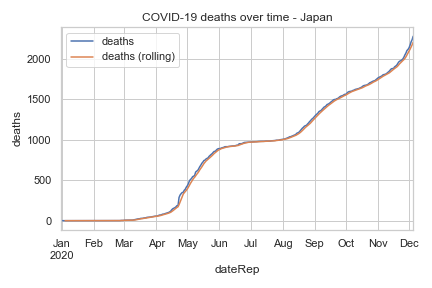 COVID-19 deaths over time - Japan
deaths
deaths (rolling)
deaths
2000
1500
1000
500
0
Jan Feb Mar Apr May Jun Jul Aug Sep Oct Nov Dec
2020
dateRep